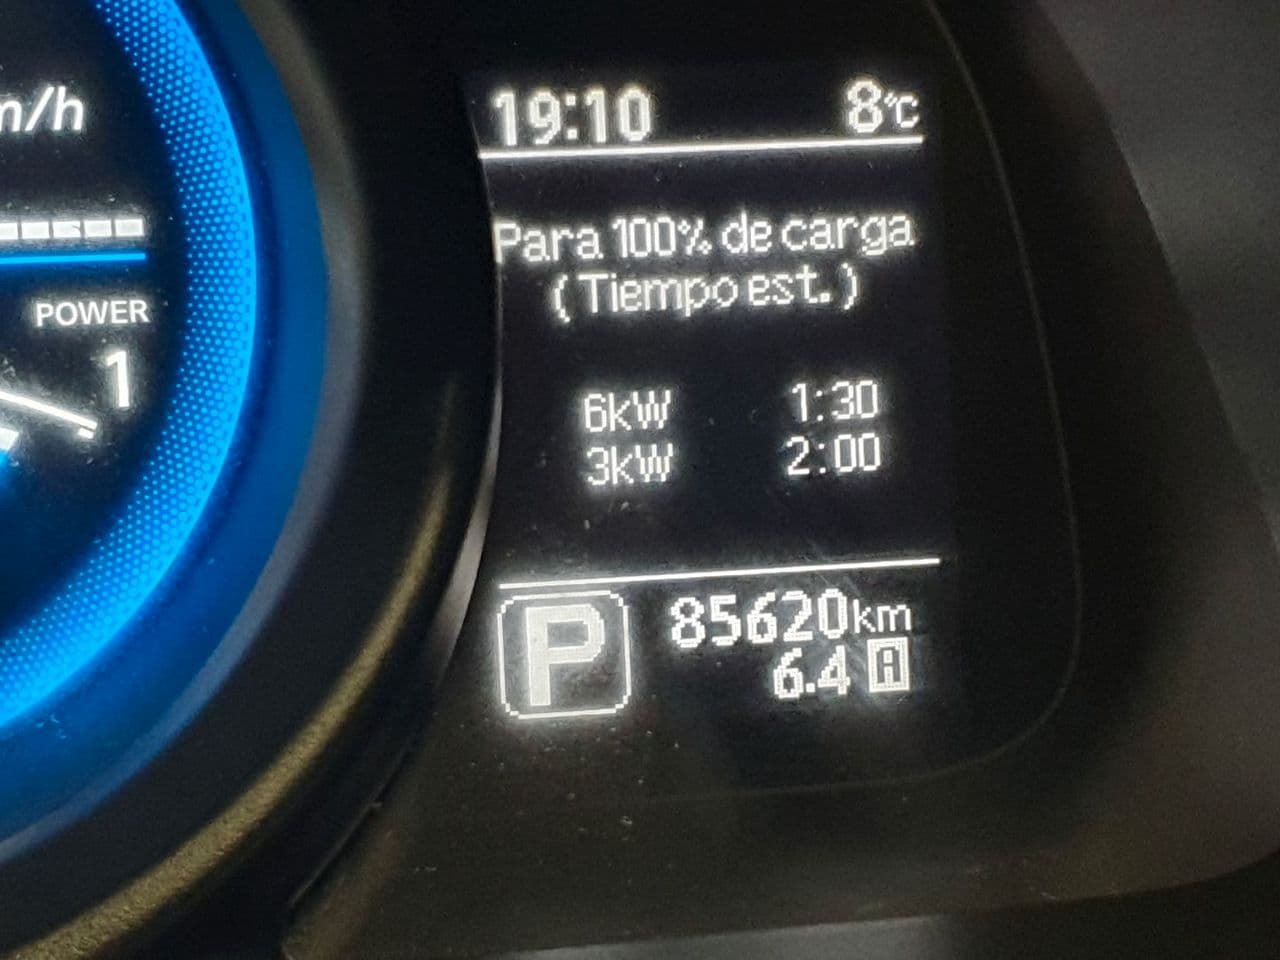 19:10 8°C
Para 100% de carga
(Tiempo est.)
6kW 1:30
3kW 2:00
P 85620km
6.4 A
m/h
POWER
1